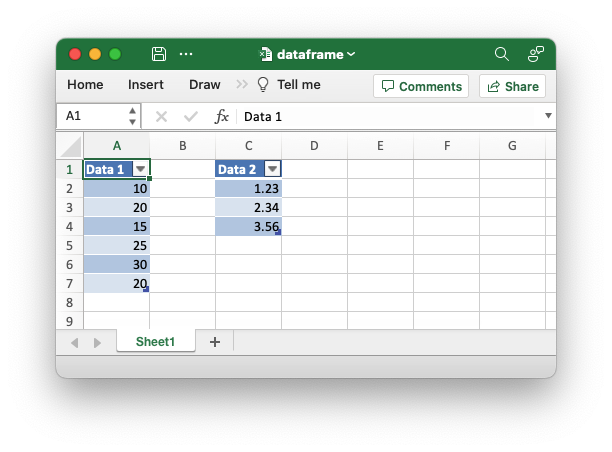 dataframe
Home Insert Draw Tell me Comments Share
A1 fx Data 1
A B C D E F G
1 Data 1 Data 2
2 10 1.23
3 20 2.34
4 15 3.56
5 25
6 30
7 20
8
9
Sheet1 +